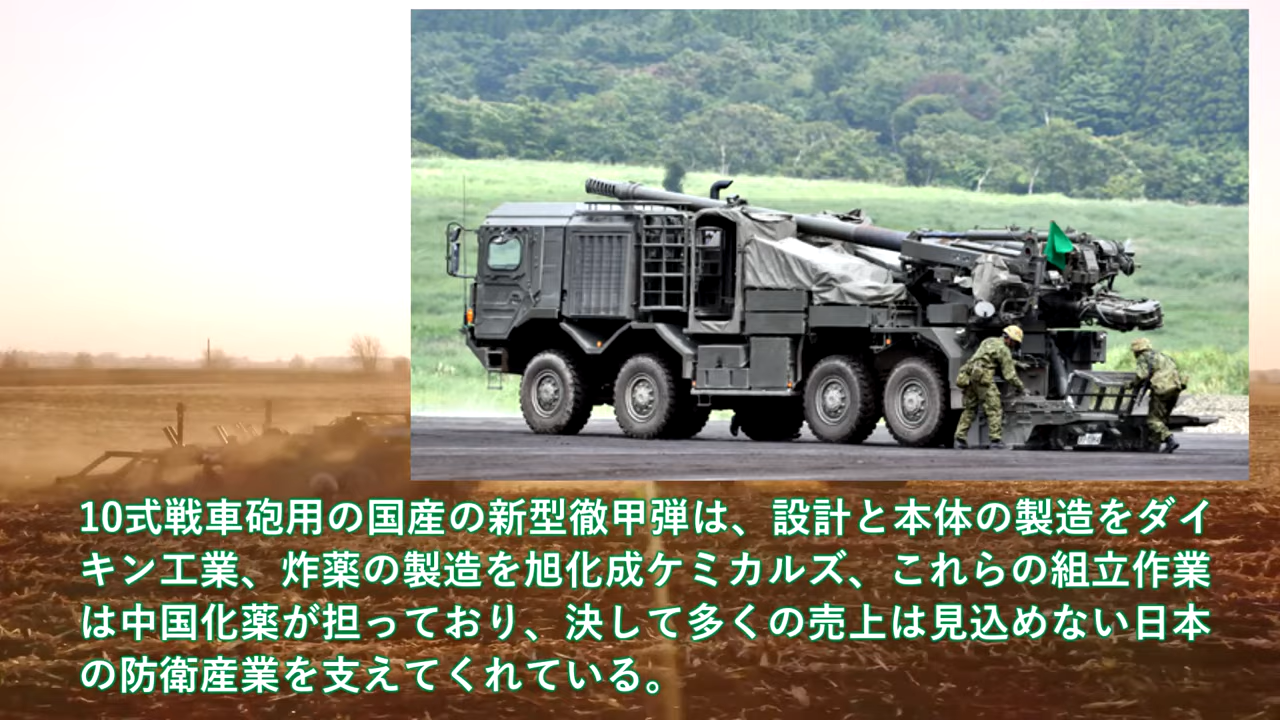 10式戦車砲用の国産の新型徹甲弾は、設計と本体の製造をダイ
キン工業、炸薬の製造を旭化成ケミカルズ、これらの組立作業
は中国化薬が担っており、決して多くの売上は見込めない日本
の防衛産業を支えてくれている。